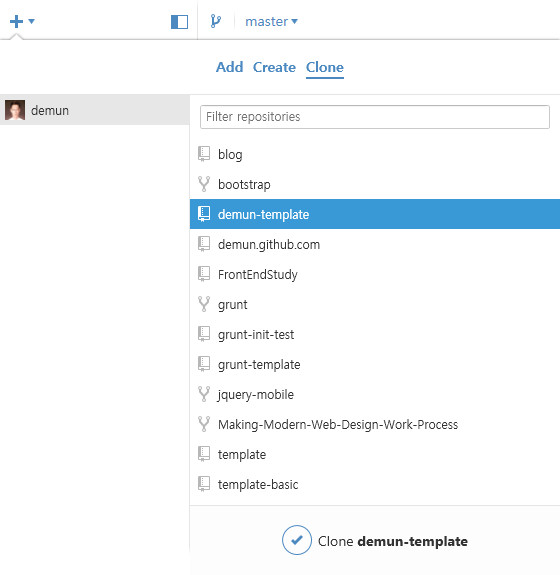 master
Add Create Clone
demun
Filter repositories
blog
bootstrap
demun-template
demun.github.com
FrontEndStudy
grunt
grunt-init-test
grunt-template
jquery-mobile
Making-Modern-Web-Design-Work-Process
template
template-basic
Clone demun-template